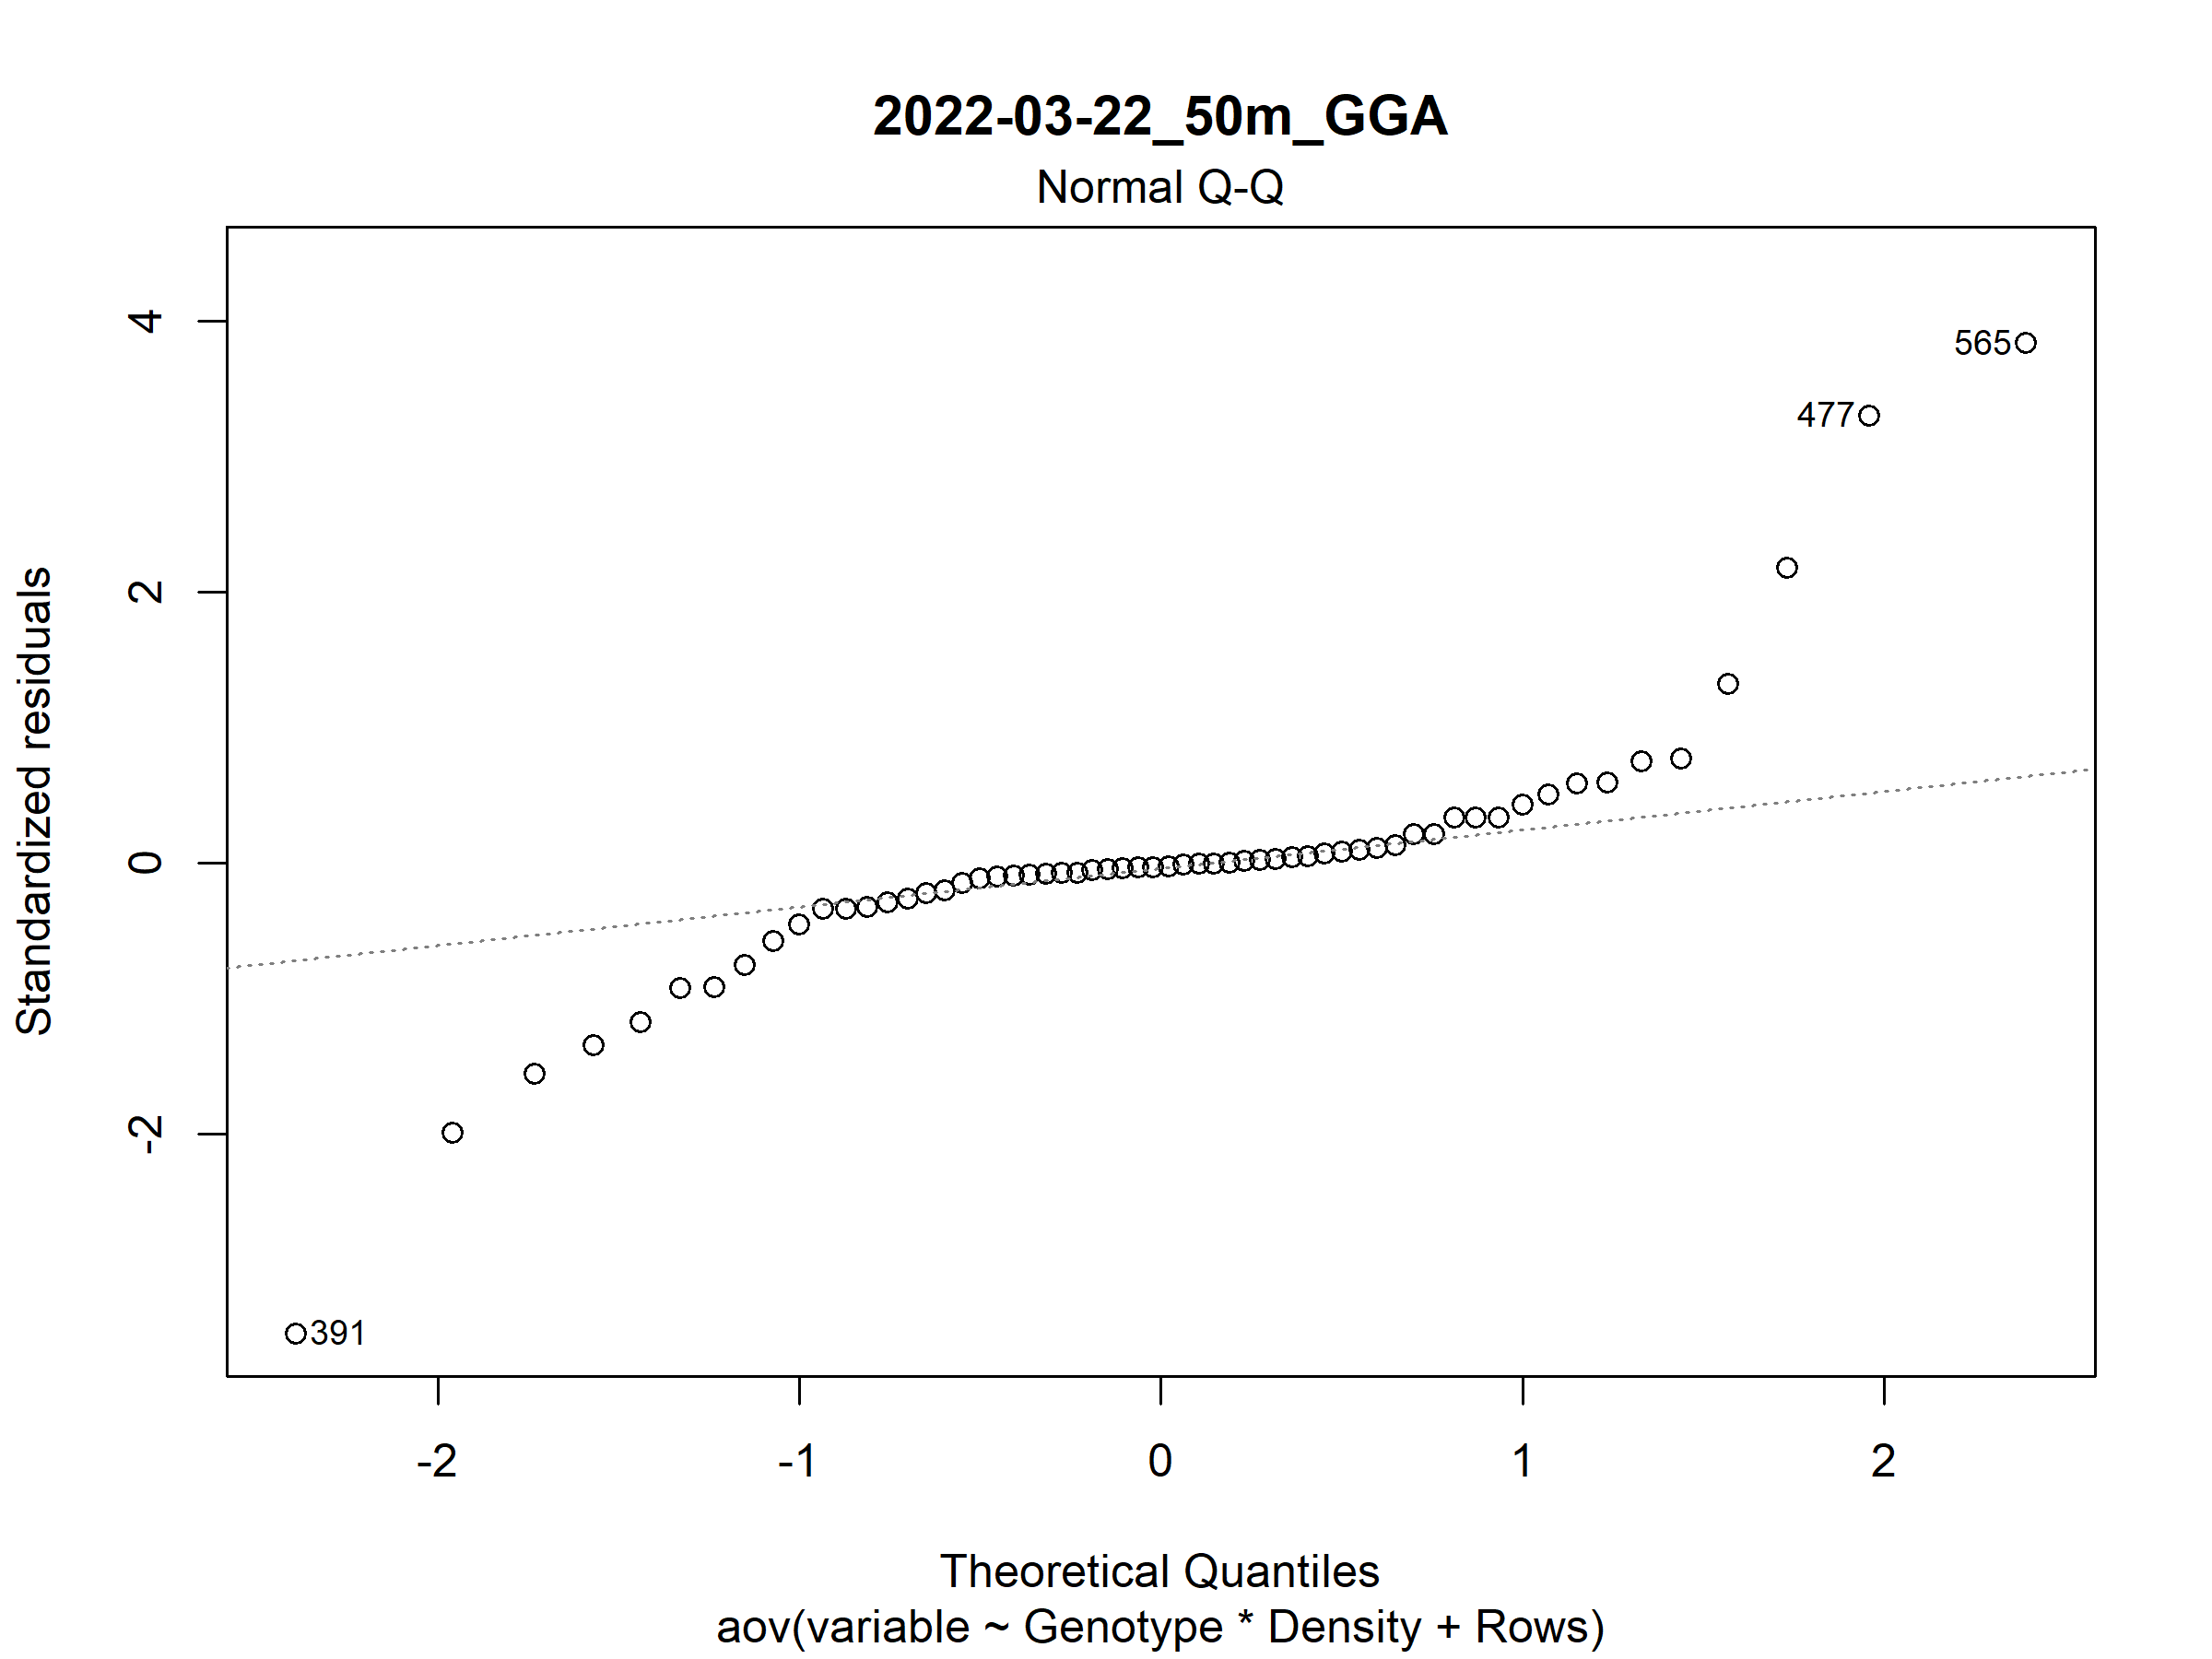 2022-03-22_50m_GGA
Normal Q-Q
Standardized residuals
4
2
0
-2
565
477
391
-2
-1
0
1
2
Theoretical Quantiles
aov(variable ~ Genotype * Density + Rows)